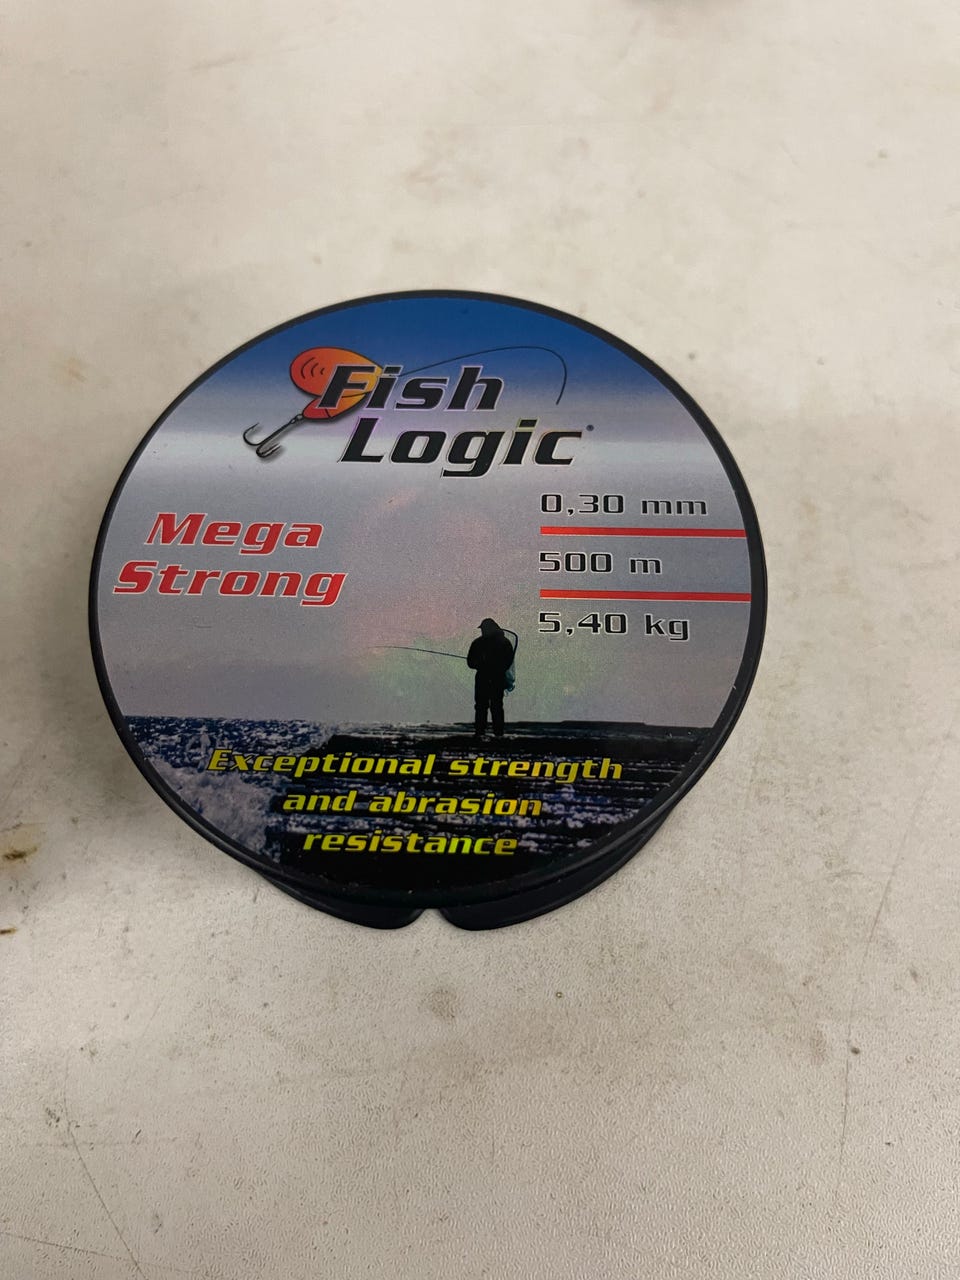 Fish
Logic
Mega
Strong
0,30 mm
500 m
5,40 kg
Exceptional strength
and abrasion
resistance